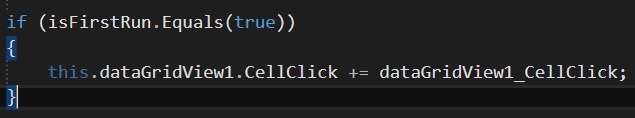 if (isFirstRun.Equals(true))
{
    this.dataGridView1.CellClick += dataGridView1_CellClick;
}